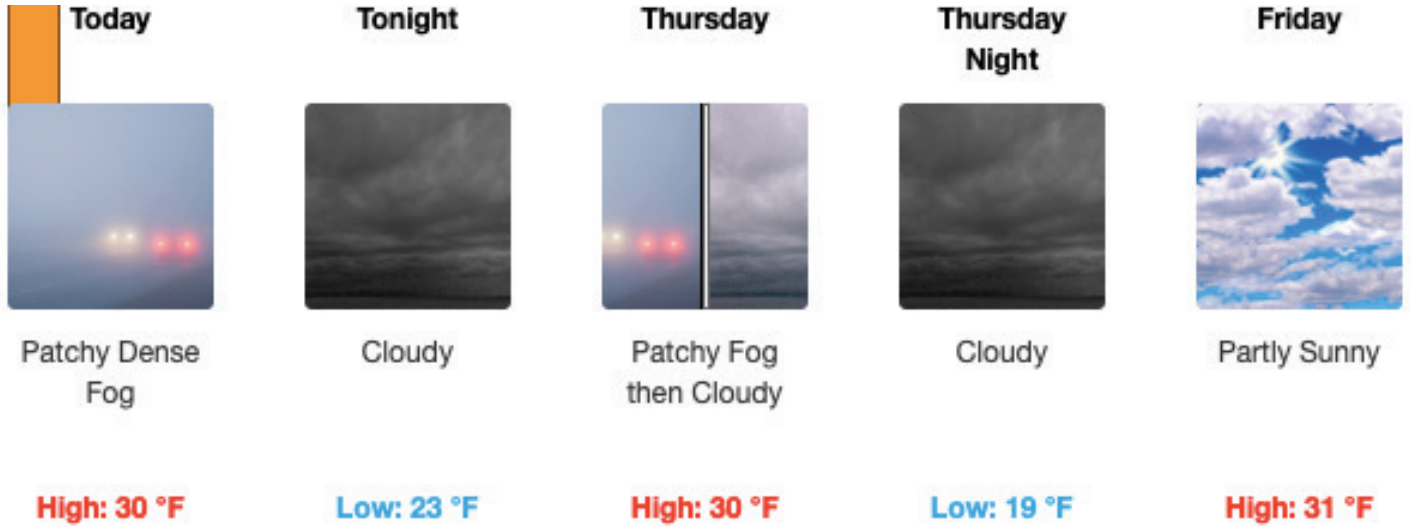 Today
Patchy Dense
Fog
High: 30 °F
Tonight
Cloudy
Low: 23 °F
Thursday
Patchy Fog
then Cloudy
High: 30 °F
Thursday
Night
Cloudy
Low: 19 °F
Friday
Partly Sunny
High: 31 °F